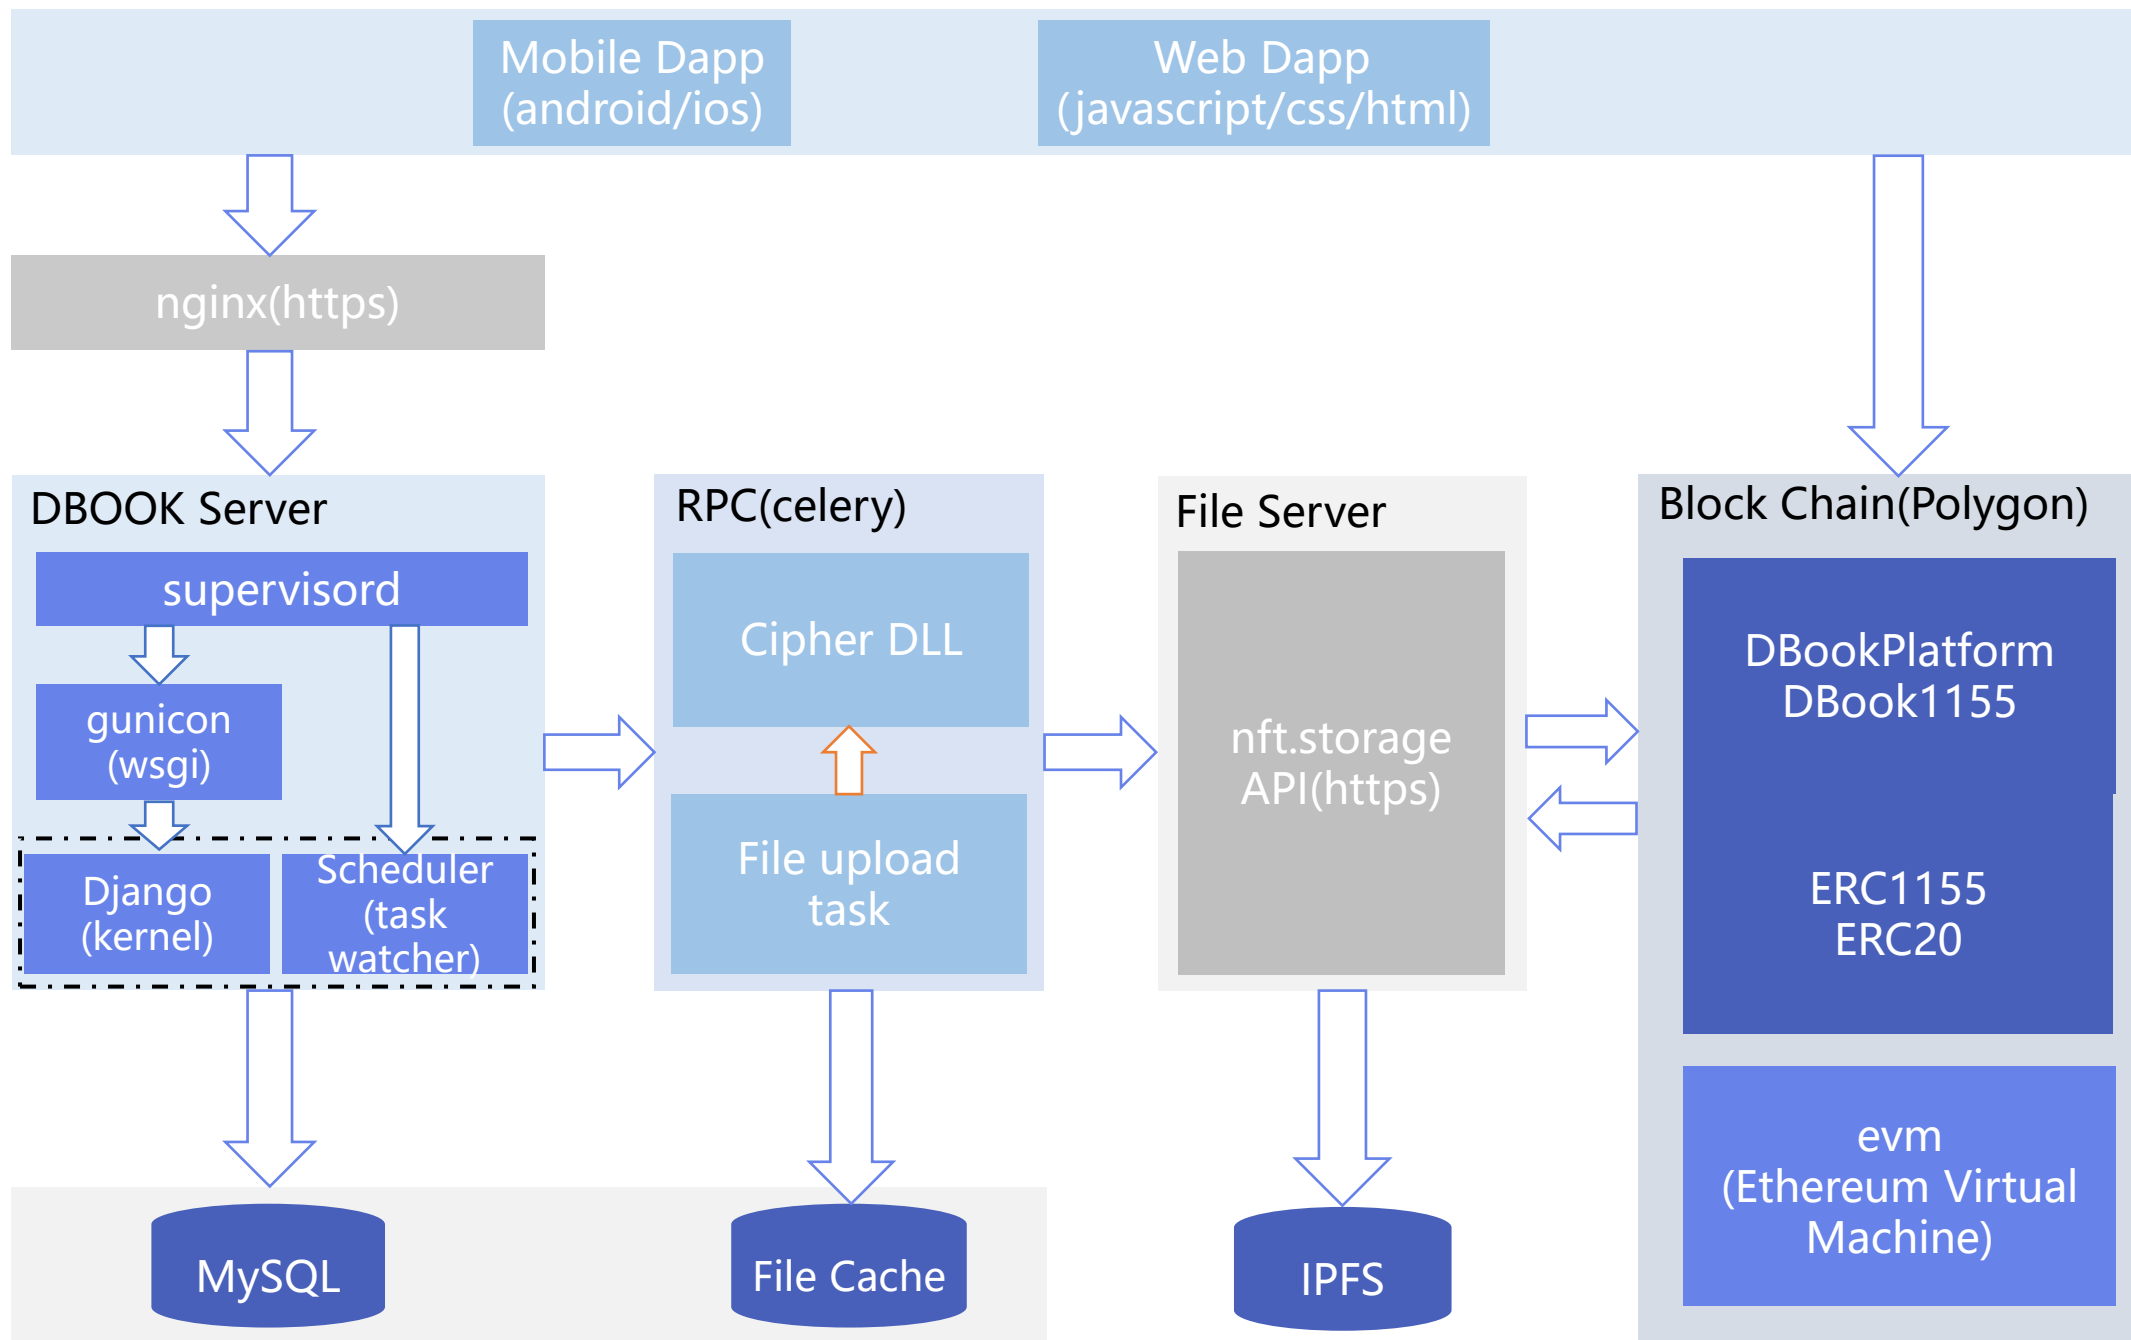 Mobile Dapp
(android/ios)
Web Dapp
(javascript/css/html)
nginx(https)
DBOOK Server
supervisord
gunicon
(wsgi)
Django
(kernel)
Scheduler
(task
watcher)
RPC(celery)
Cipher DLL
File upload
task
File Server
nft.storage
API(https)
Block Chain(Polygon)
DBookPlatform
DBook1155
ERC1155
ERC20
evm
(Ethereum Virtual
Machine)
MySQL
File Cache
IPFS